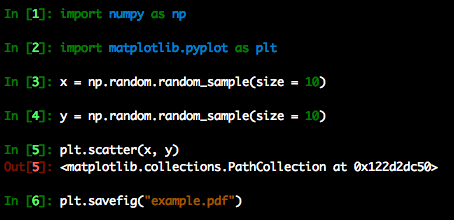 In [1]: import numpy as np
In [2]: import matplotlib.pyplot as plt
In [3]: x = np.random.random_sample(size = 10)
In [4]: y = np.random.random_sample(size = 10)
In [5]: plt.scatter(x, y)
Out[5]: <matplotlib.collections.PathCollection at 0x122d2dc50>
In [6]: plt.savefig("example.pdf")